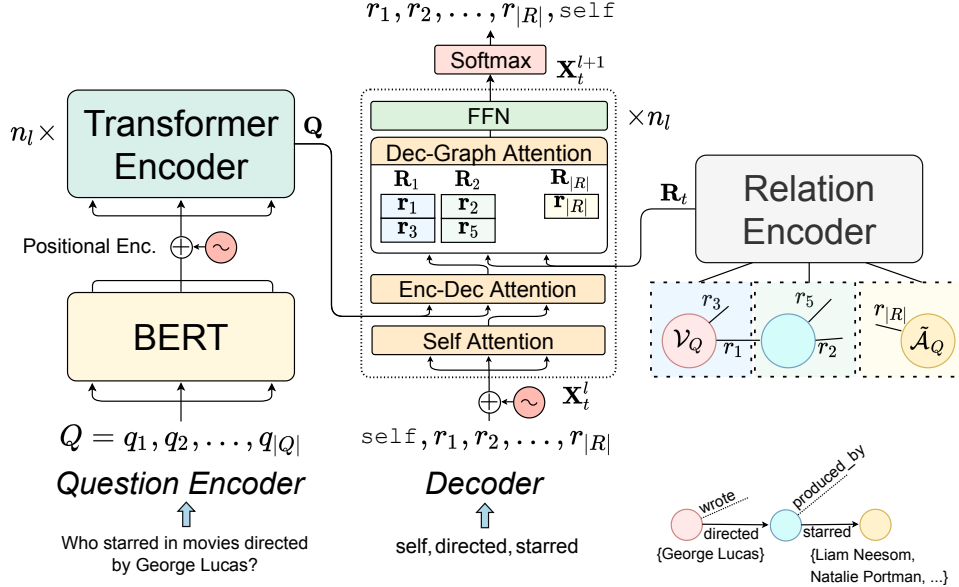 r₁, r₂, ..., r|R|, self
Softmax
X_t^{l+1}
n_l ×
Transformer
Encoder
Q
FFN
× n_l
Dec-Graph Attention
R₁ R₂ R|R|
r₁ r₂ r|R|
r₃ r₅
R_t
Relation
Encoder
Positional Enc.
~
Enc-Dec Attention
BERT
Self Attention
r₃
r₅
r|R|
𝒱_Q
r₁
r₂
Ã_Q
~
X_t^l
Q = q₁, q₂, ..., q|Q|
self, r₁, r₂, ..., r|R|
Question Encoder
Decoder
Who starred in movies directed
by George Lucas?
self, directed, starred
wrote
produced_by
directed
starred
{George Lucas}
{Liam Neesom,
Natalie Portman, ...}